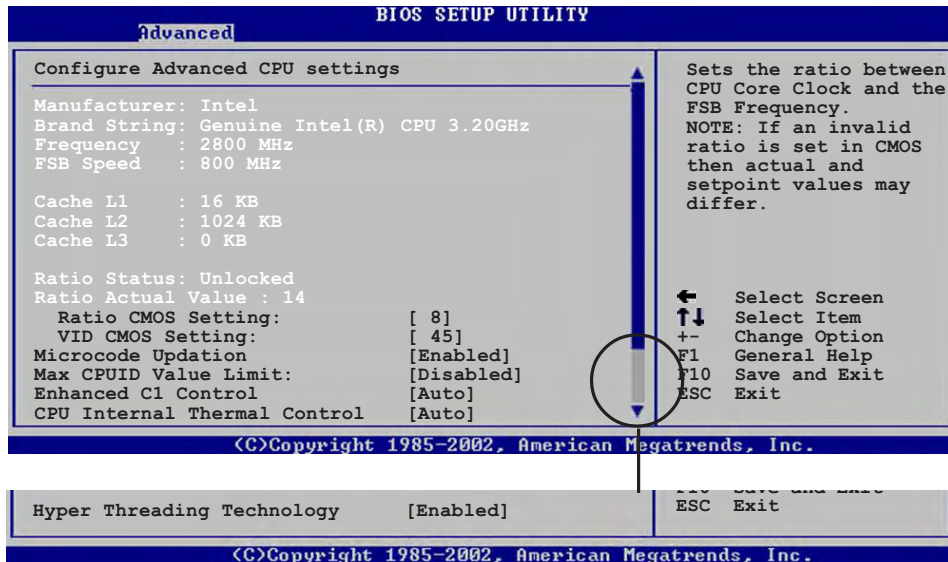 BIOS SETUP UTILITY
Advanced
Configure Advanced CPU settings
Manufacturer: Intel
Brand String: Genuine Intel(R) CPU 3.20GHz
Frequency : 2800 MHz
FSB Speed : 800 MHz
Cache L1 : 16 KB
Cache L2 : 1024 KB
Cache L3 : 0 KB
Ratio Status: Unlocked
Ratio Actual Value : 14
Ratio CMOS Setting: [ 8]
VID CMOS Setting: [ 45]
Microcode Updation [Enabled]
Max CPUID Value Limit: [Disabled]
Enhanced C1 Control [Auto]
CPU Internal Thermal Control [Auto]
Sets the ratio between
CPU Core Clock and the
FSB Frequency.
NOTE: If an invalid
ratio is set in CMOS
then actual and
setpoint values may
differ.
← Select Screen
↑↓ Select Item
+- Change Option
F1 General Help
F10 Save and Exit
ESC Exit
(C)Copyright 1985-2002, American Megatrends, Inc.
F10 Save and Exit
Hyper Threading Technology [Enabled]
ESC Exit
(C)Copyright 1985-2002, American Megatrends, Inc.